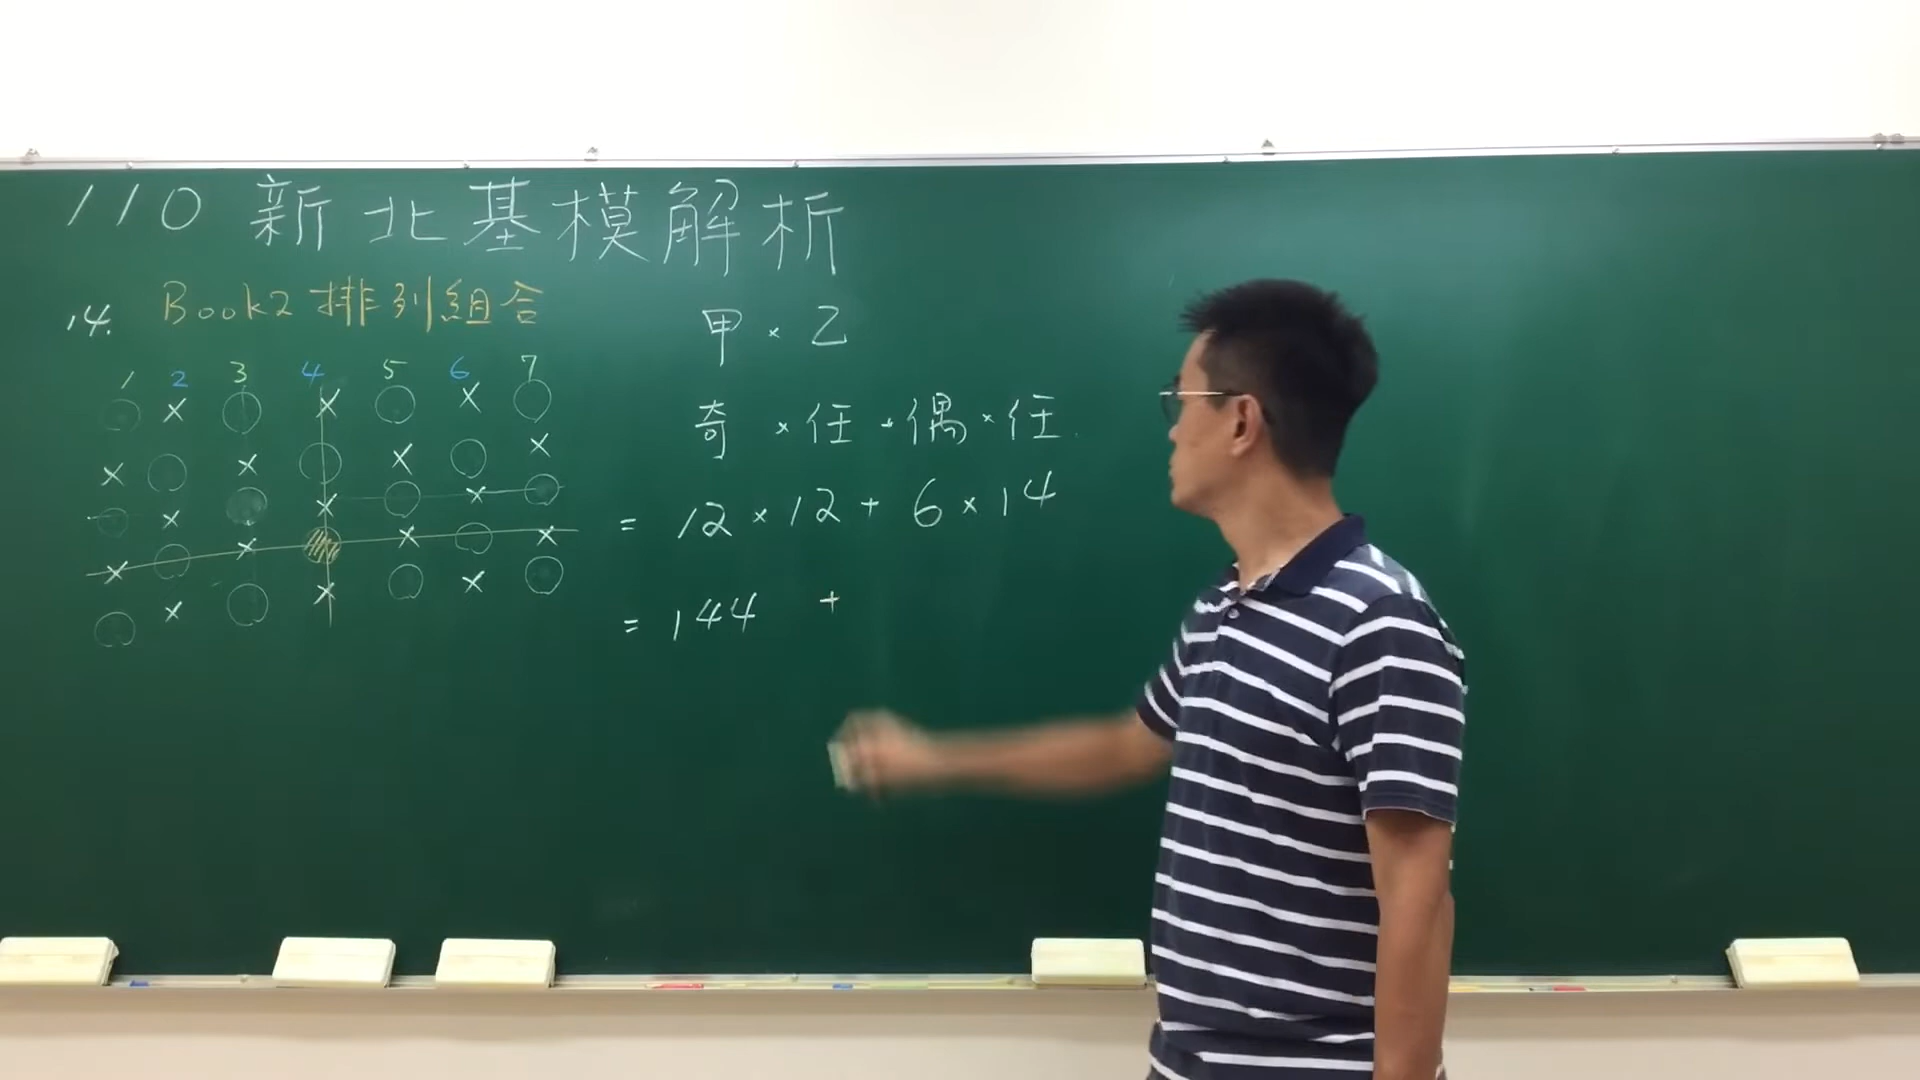 110 新北基模解析
14. Book2 排列組合
1 2 3 4 5 6 7
○ × ○ × ○ × ○
× ○ × ○ × ○ ×
○ × ○ × ○ × ○
× ○ × ○ × ○ ×
○ × ○ × ○ × ○
甲 × 乙
奇 × 任 + 偶 × 任
= 12 × 12 + 6 × 14
= 144 +